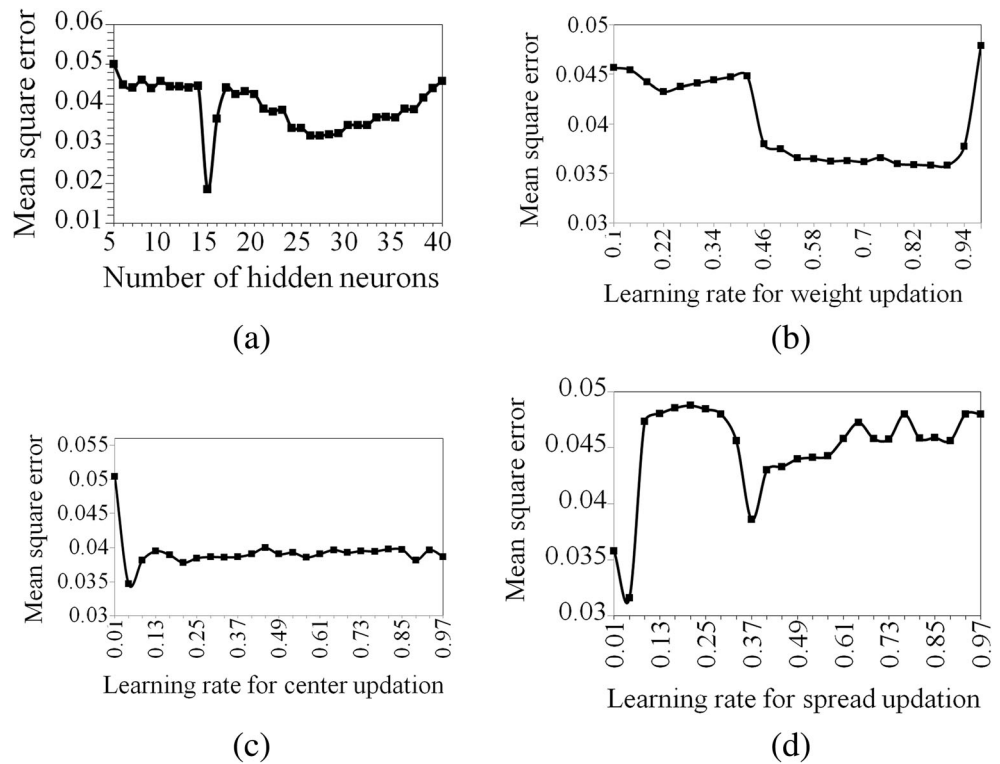 0.06
0.05
0.04
0.03
0.02
0.01
Mean square error
5 10 15 20 25 30 35 40
Number of hidden neurons
(a)
0.045
0.04
0.035
0.03
Mean square error
0.1 0.22 0.34 0.46 0.58 0.7 0.82 0.94
Learning rate for weight updation
(b)
0.055
0.05
0.045
0.04
0.035
0.03
Mean square error
0.01 0.13 0.25 0.37 0.49 0.61 0.73 0.85 0.97
Learning rate for center updation
(c)
0.05
0.045
0.04
0.035
0.03
Mean square error
0.01 0.13 0.25 0.37 0.49 0.61 0.73 0.85 0.97
Learning rate for spread updation
(d)